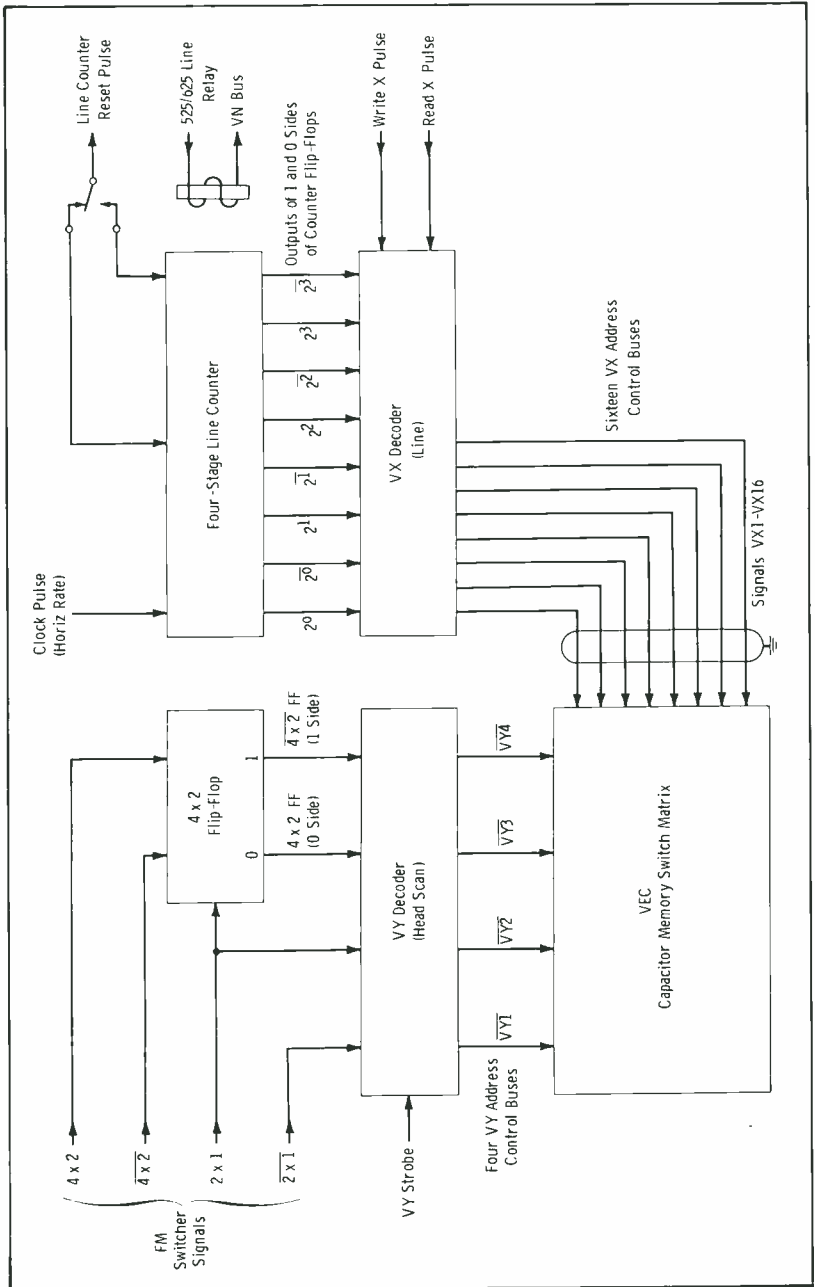 FM
Switcher
Signals
4 x 2
4 x 2
2 x 1
2 x 1
4 x 2
Flip-Flop
0
1
4 x 2 FF
(0 Side)
4 x 2 FF
(1 Side)
VY Strobe
VY Decoder
(Head Scan)
Four VY Address
Control Buses
VY1
VY2
VY3
VY4
VEC
Capacitor Memory Switch Matrix
Clock Pulse
(Horiz Rate)
Line Counter
Reset Pulse
Four-Stage Line Counter
525/625 Line
Relay
VN Bus
2⁰
2⁰
2¹
2¹
2²
2²
2³
2³
Outputs of 1 and 0 Sides
of Counter Flip-Flops
VX Decoder
(Line)
Write X Pulse
Read X Pulse
Sixteen VX Address
Control Buses
Signals VX1-VX16